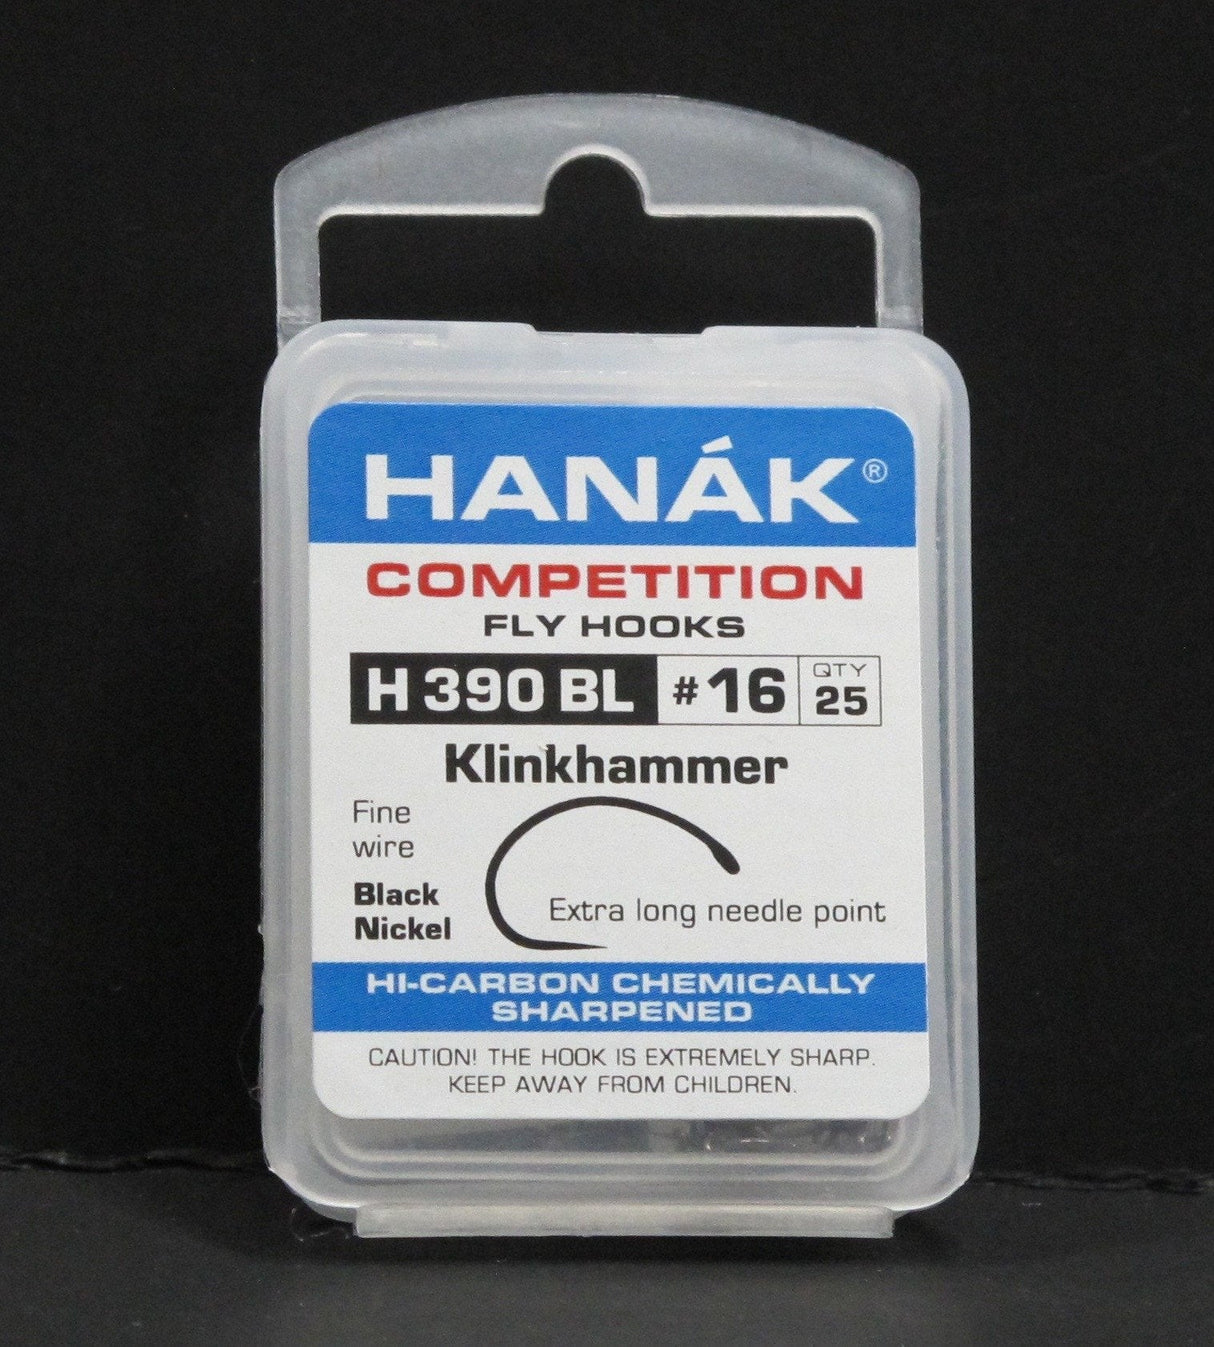 HANÁK®
COMPETITION
FLY HOOKS
H 390 BL #16 QTY 25
Klinkhammer
Fine
wire
Black
Nickel
Extra long needle point
HI-CARBON CHEMICALLY
SHARPENED
CAUTION! THE HOOK IS EXTREMELY SHARP.
KEEP AWAY FROM CHILDREN.